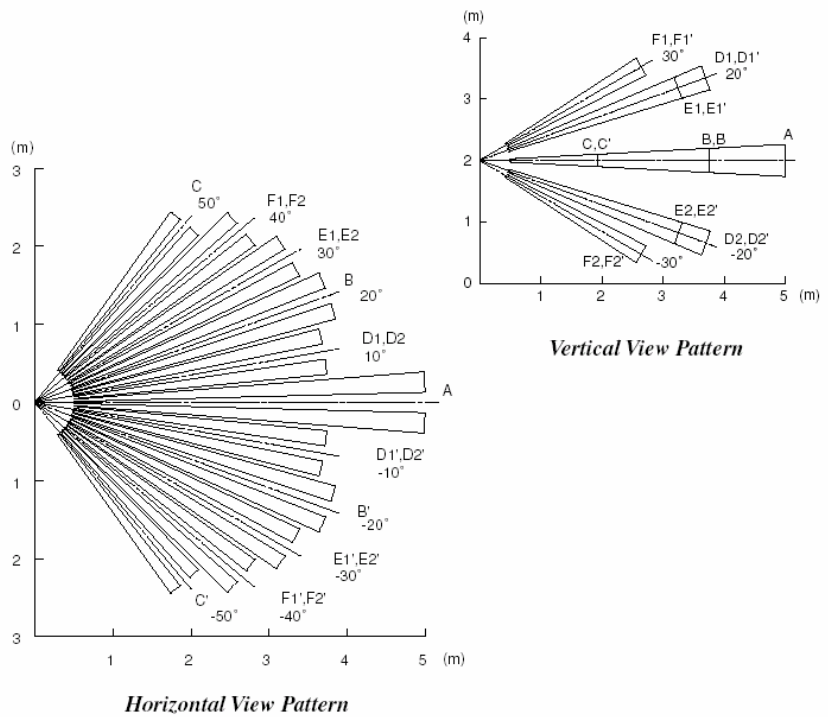 (m)
3
2
1
0
1
2
3
1 2 3 4 5 (m)
C
50°
F1,F2
40°
E1,E2
30°
B
20°
D1,D2
10°
A
D1',D2'
-10°
B'
-20°
E1',E2'
-30°
F1',F2'
-40°
C'
-50°
Horizontal View Pattern
(m)
4
3
2
1
0
1 2 3 4 5 (m)
F1,F1'
30°
D1,D1'
20°
E1,E1'
C,C'
B,B
A
E2,E2'
D2,D2'
-20°
F2,F2'
-30°
Vertical View Pattern